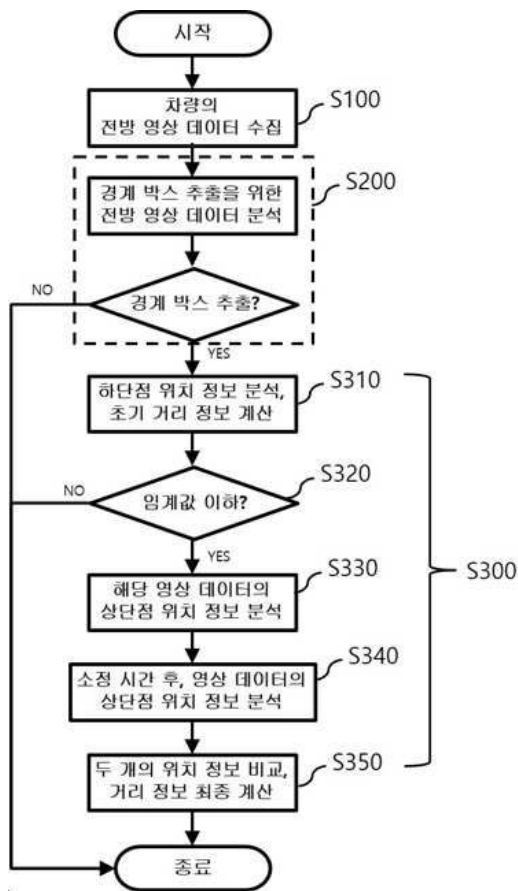 시작
S100
차량의
전방 영상 데이터 수집
S200
경계 박스 추출을 위한
전방 영상 데이터 분석
NO
경계 박스 추출?
YES
S310
하단점 위치 정보 분석,
초기 거리 정보 계산
S320
NO
임계값 이하?
YES
S330
S300
해당 영상 데이터의
상단점 위치 정보 분석
S340
소정 시간 후, 영상 데이터의
상단점 위치 정보 분석
S350
두 개의 위치 정보 비교,
거리 정보 최종 계산
종료